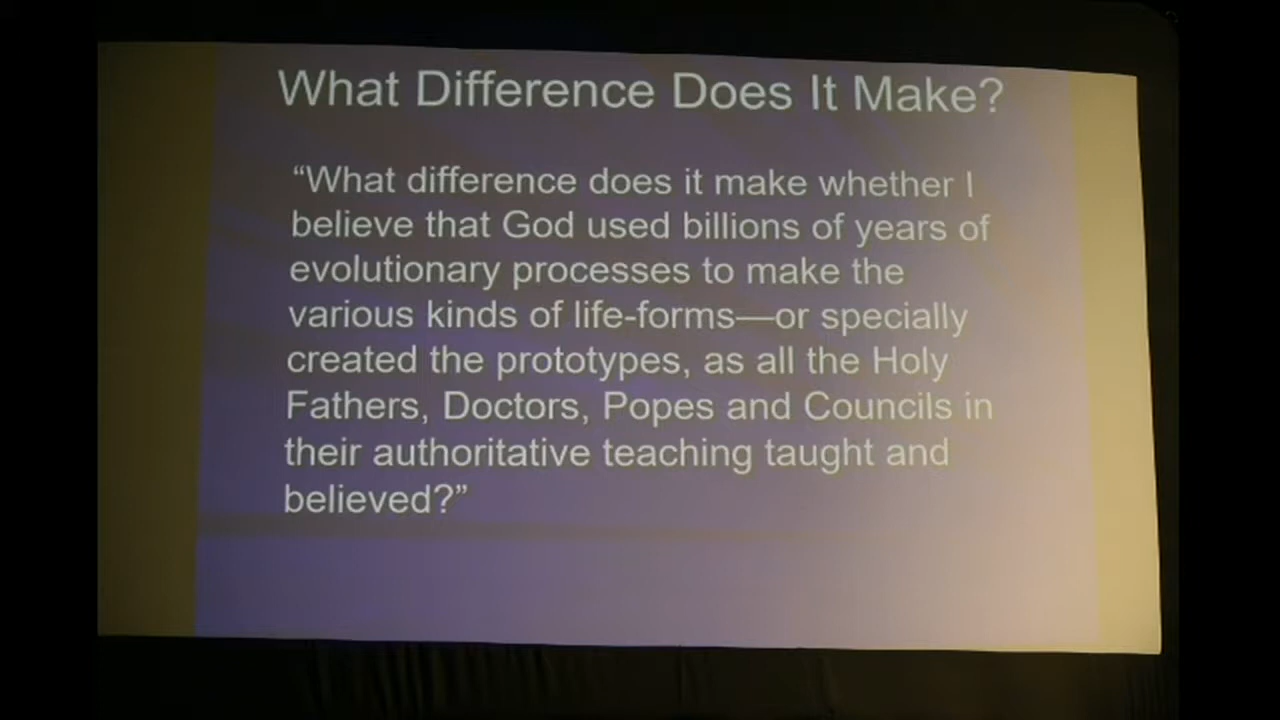 What Difference Does It Make?
“What difference does it make whether I
believe that God used billions of years of
evolutionary processes to make the
various kinds of life-forms—or specially
created the prototypes, as all the Holy
Fathers, Doctors, Popes and Councils in
their authoritative teaching taught and
believed?”